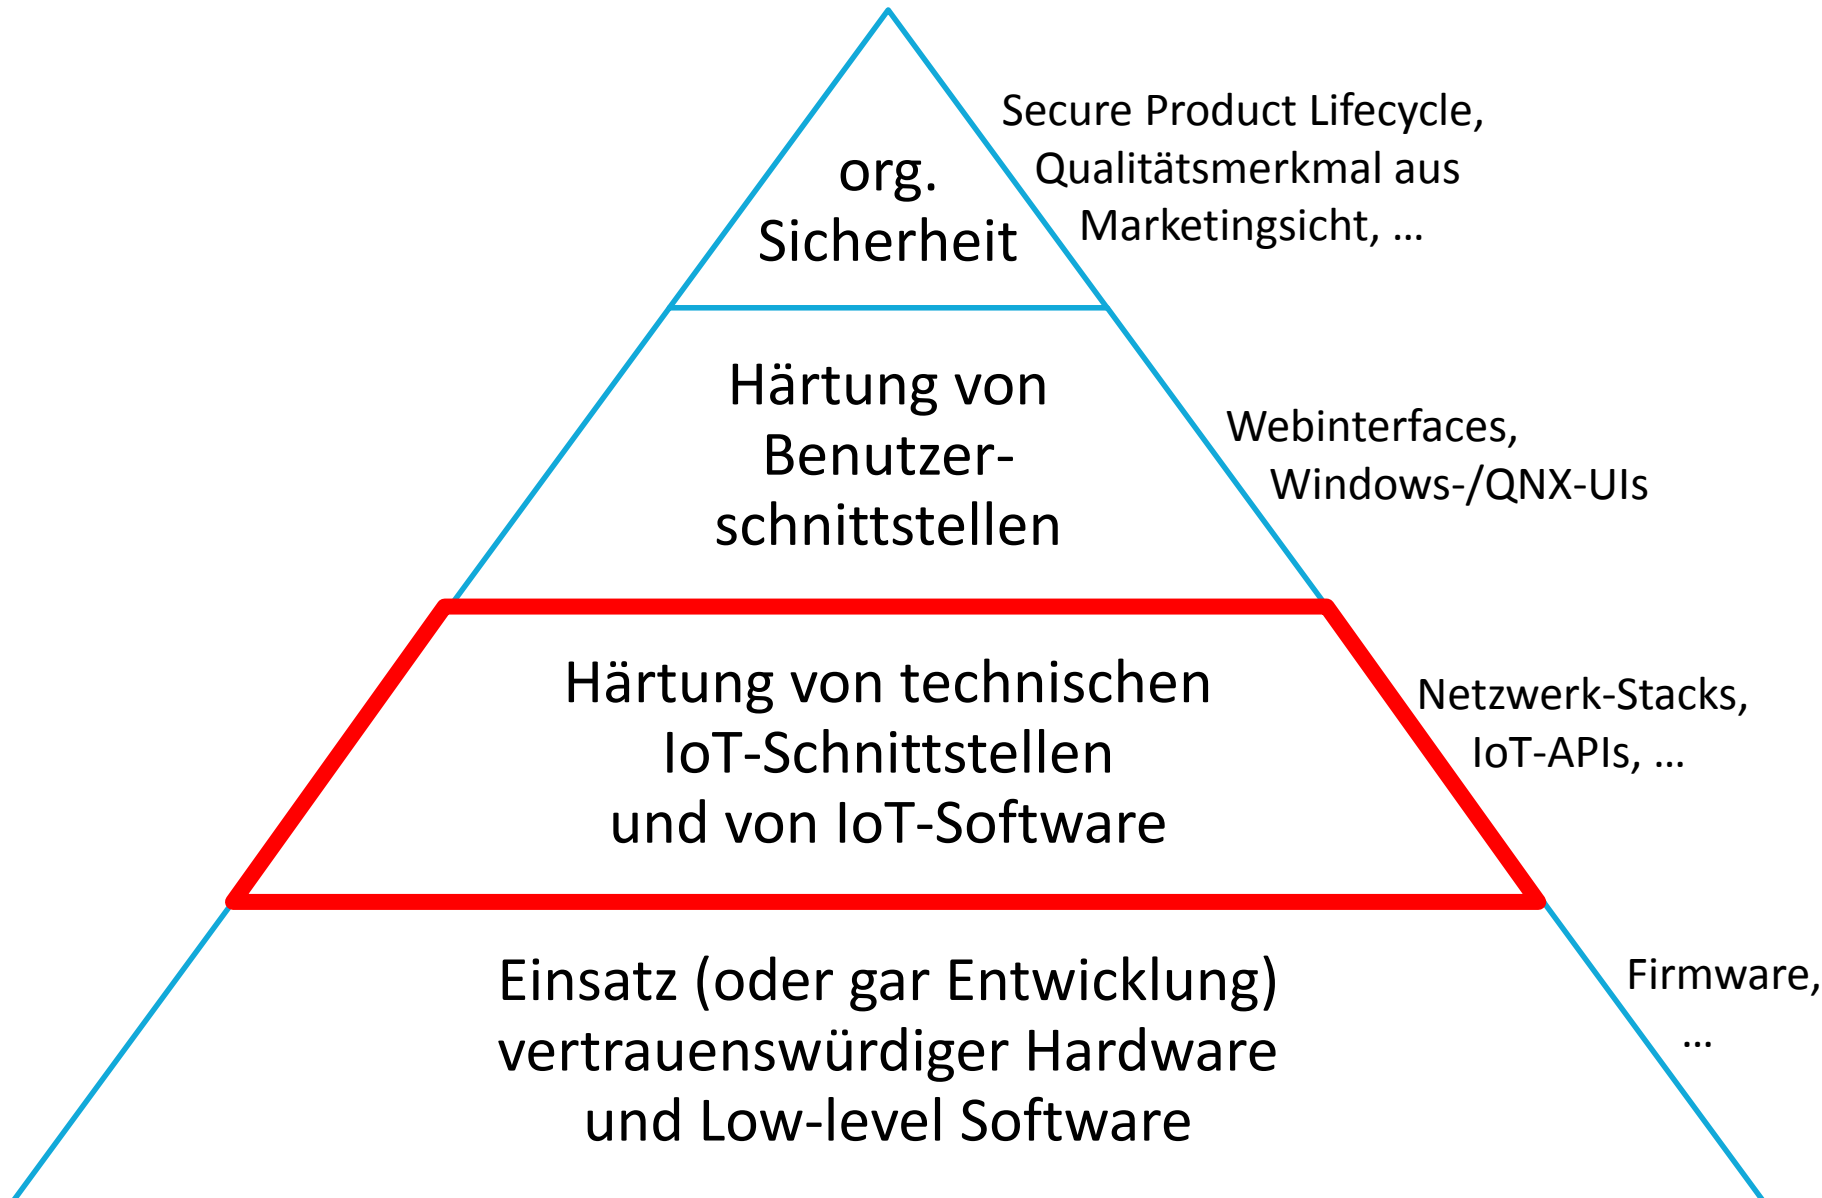 org.
Sicherheit
Secure Product Lifecycle,
Qualitätsmerkmal aus
Marketingsicht, ...
Härtung von
Benutzer-
schnittstellen
Webinterfaces,
Windows-/QNX-UIs
Härtung von technischen
IoT-Schnittstellen
und von IoT-Software
Netzwerk-Stacks,
IoT-APIs, ...
Einsatz (oder gar Entwicklung)
vertrauenswürdiger Hardware
und Low-level Software
Firmware,
...